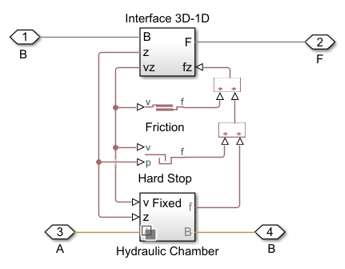 Interface 3D-1D
1
B
B
z
vz
F
fz
2
F
v
f
Friction
v
p
f
Hard Stop
v Fixed
z
f
B
3
A
4
B
Hydraulic Chamber